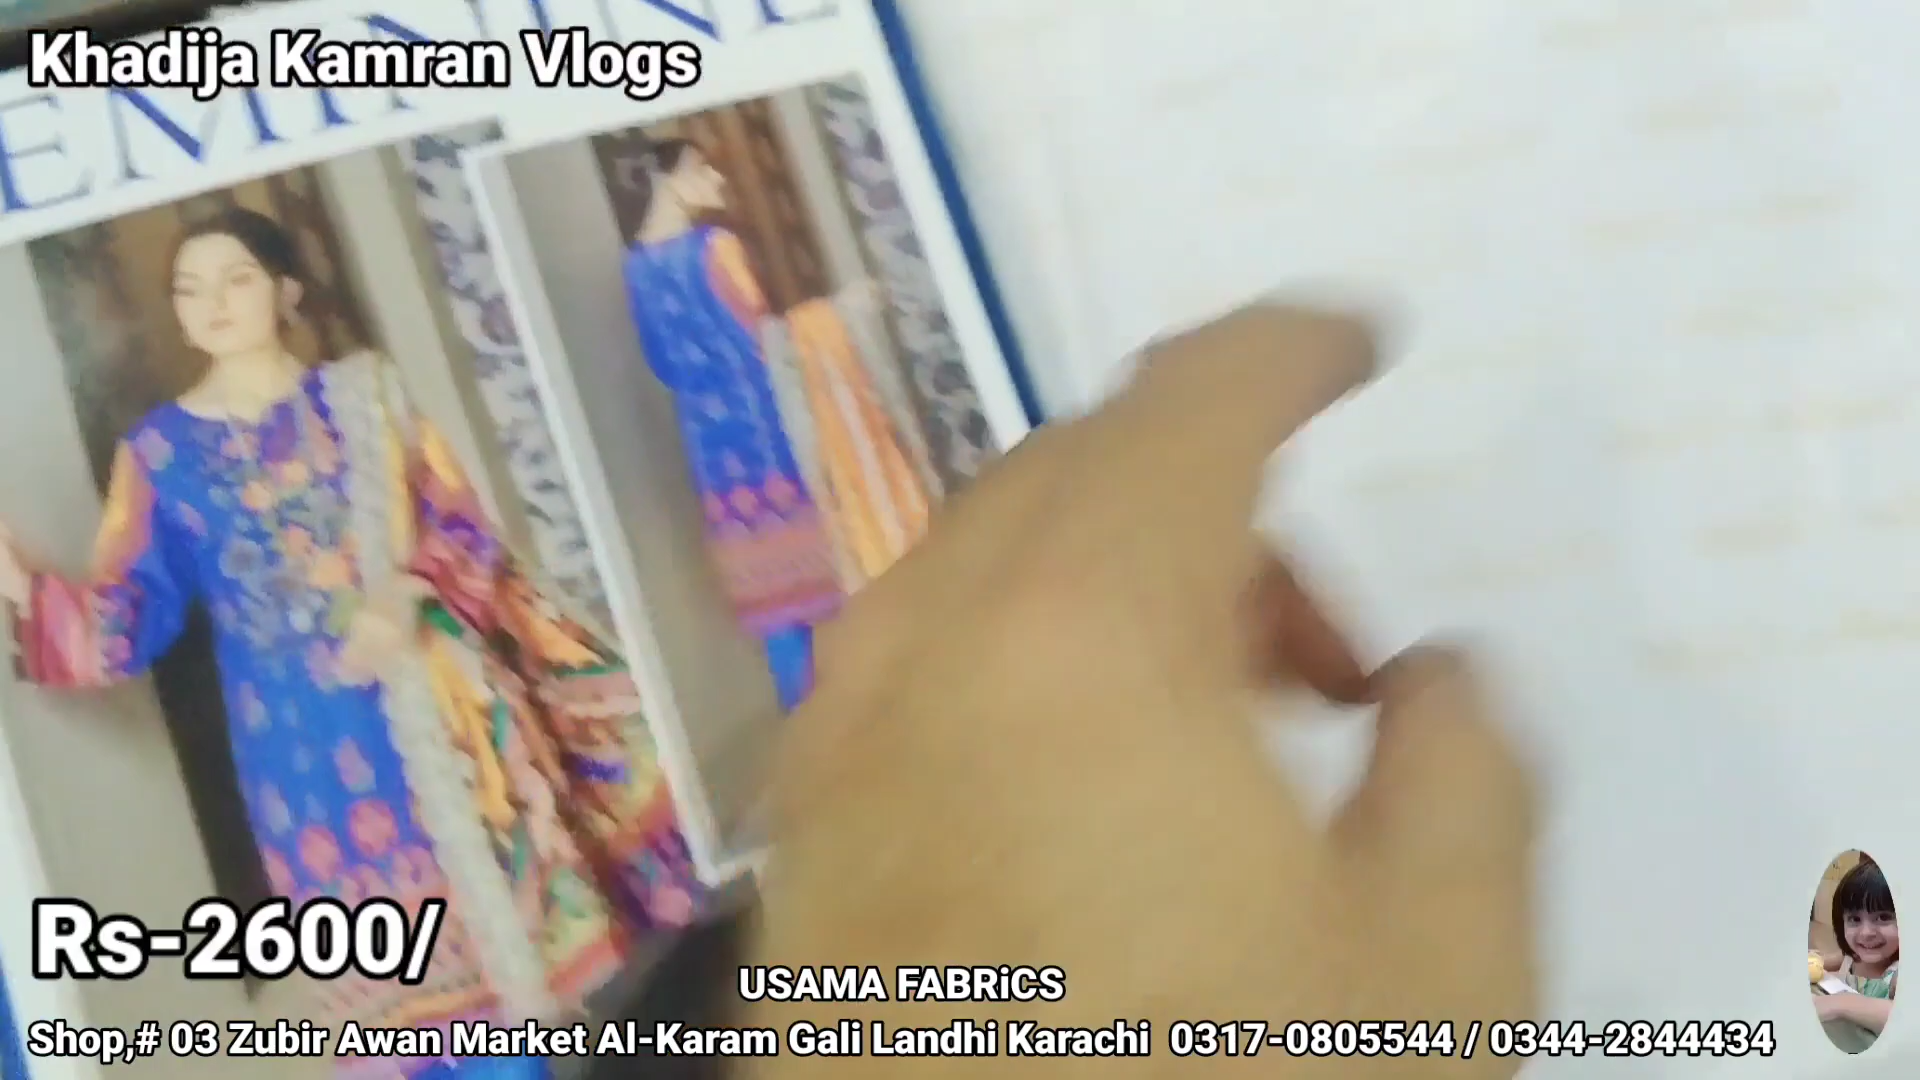 Khadija Kamran Vlogs
EMININE
Rs-2600/
USAMA FABRiCS
Shop,# 03 Zubir Awan Market Al-Karam Gali Landhi Karachi 0317-0805544 / 0344-2844434